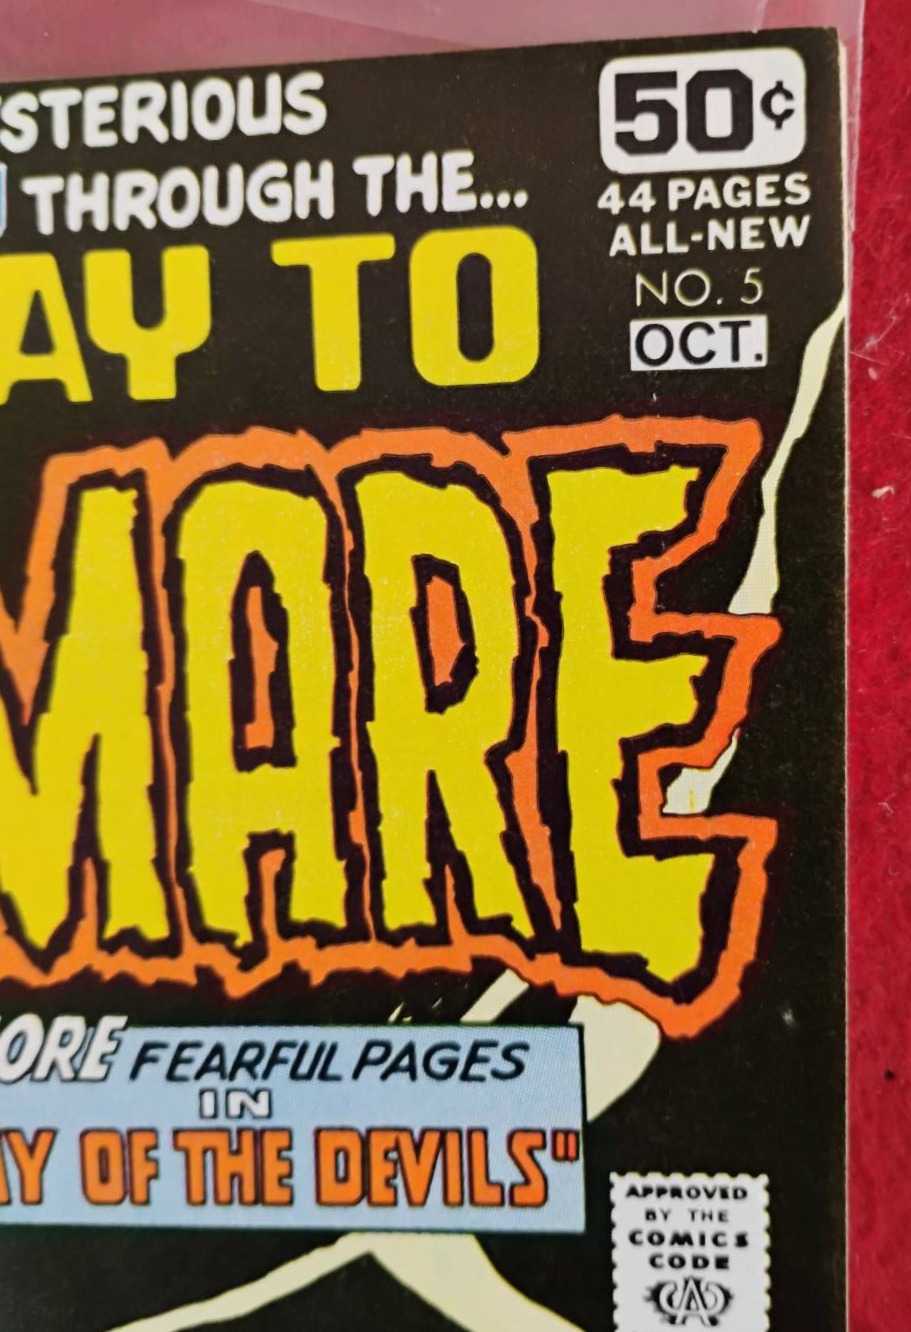 STERIOUS
THROUGH THE...
AY TO
MARE
50¢
44 PAGES
ALL-NEW
NO. 5
OCT.
ORE FEARFUL PAGES
IN
Y OF THE DEVILS"
APPROVED
BY THE
COMICS
CODE